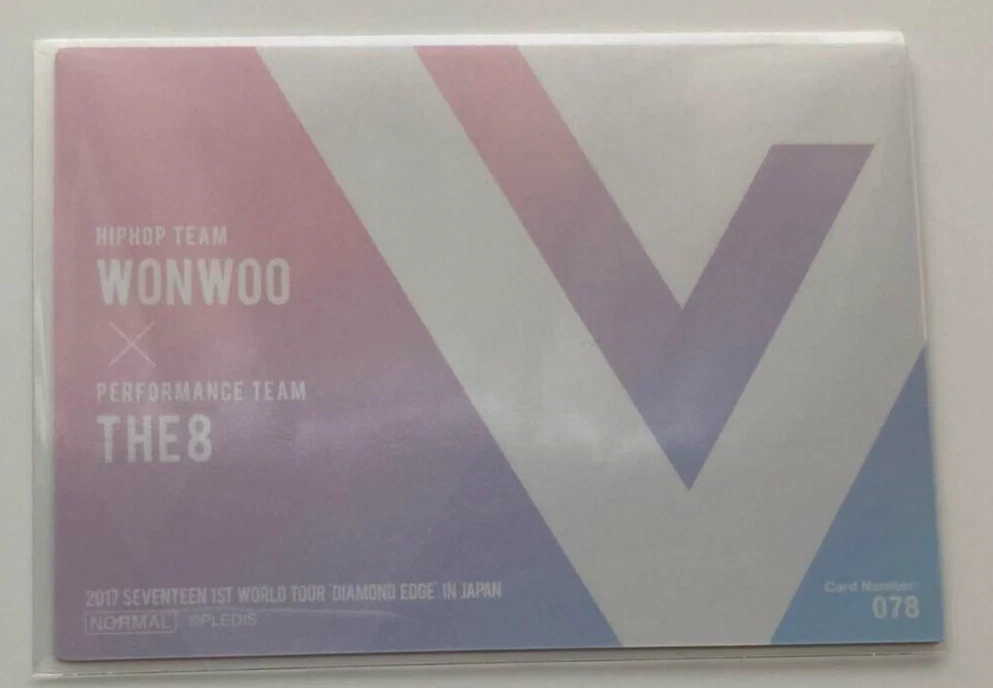 HIPHOP TEAM
WONWOO
×
PERFORMANCE TEAM
THE8
2017 SEVENTEEN 1ST WORLD TOUR 'DIAMOND EDGE' IN JAPAN
NORMAL ©PLEDIS
Card Number:
078